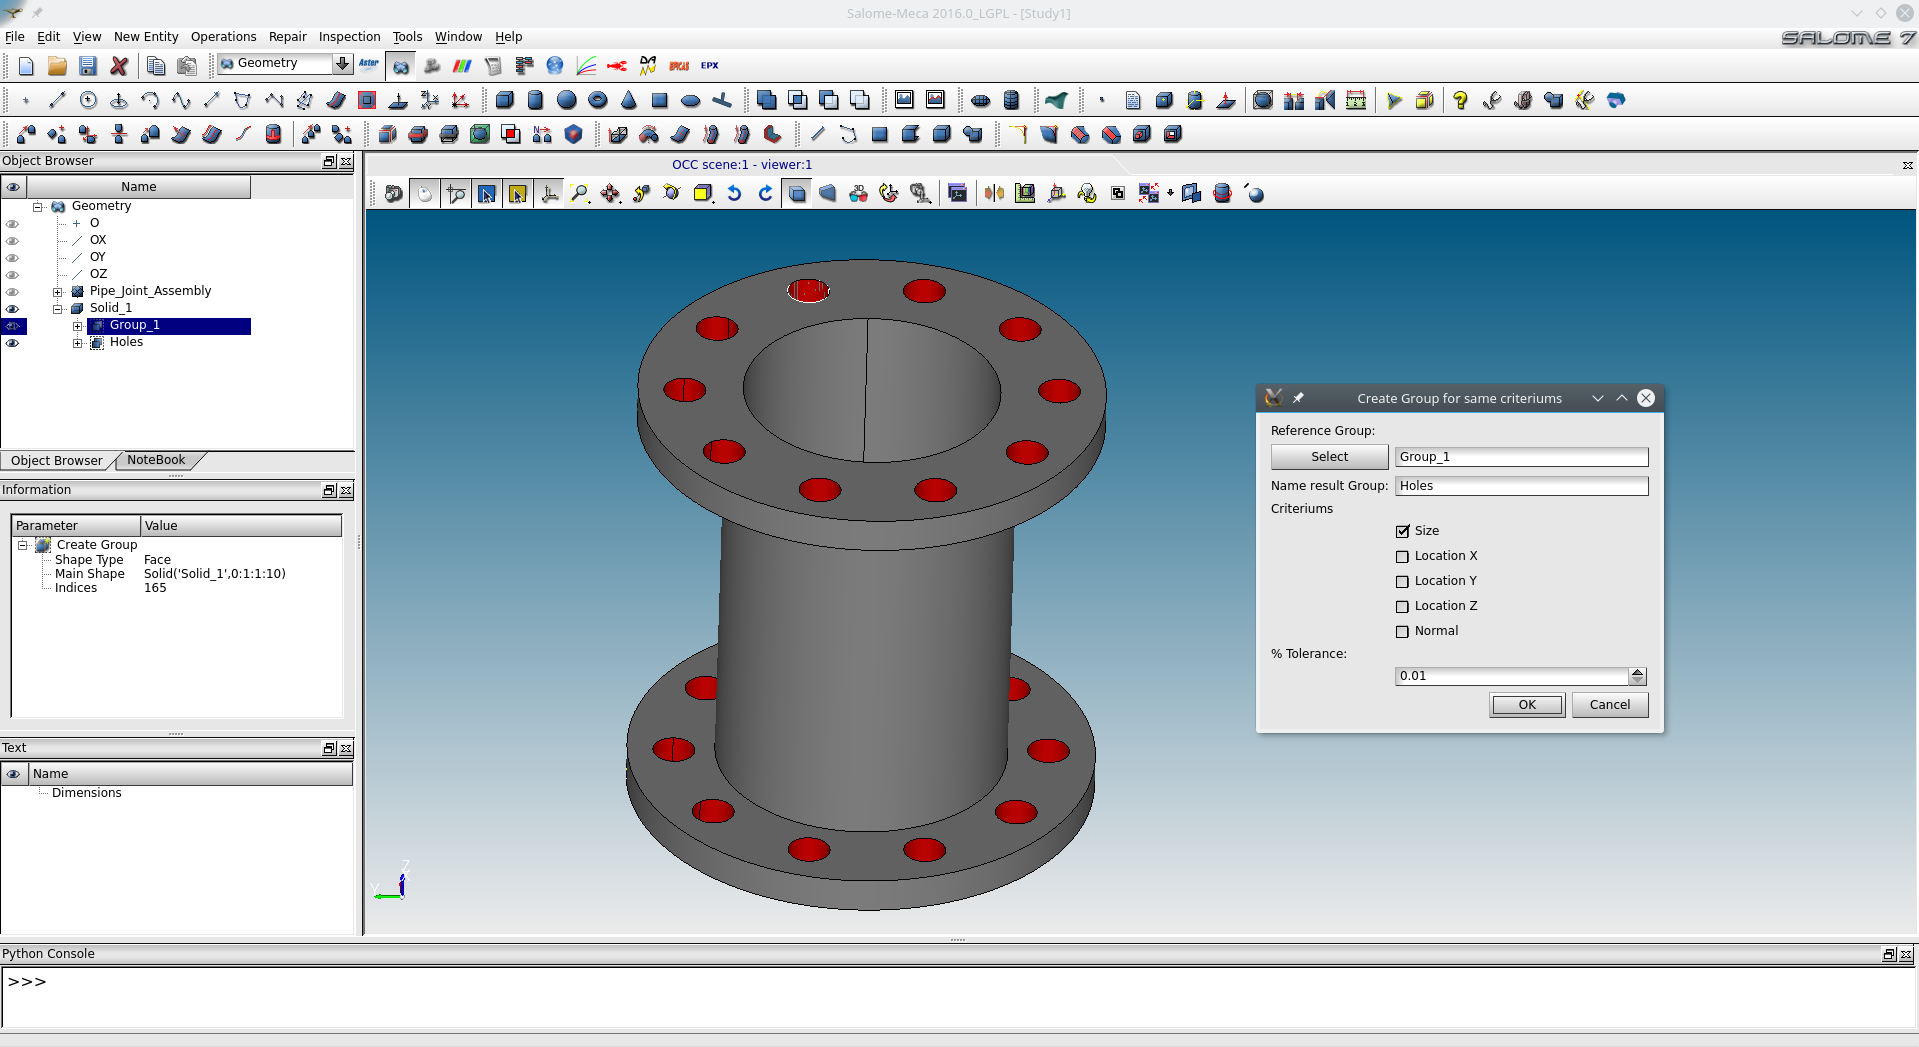 Salome-Meca 2016.0_LGPL - [Study1]
File Edit View New Entity Operations Repair Inspection Tools Window Help
SALOME 7
Geometry
Aster
EFICAS
EPX
Object Browser
Name
Geometry
O
OX
OY
OZ
Pipe_Joint_Assembly
Solid_1
Group_1
Holes
Object Browser NoteBook
Information
Parameter Value
Create Group
Shape Type Face
Main Shape Solid('Solid_1',0:1:1:10)
Indices 165
Text
Name
Dimensions
OCC scene:1 - viewer:1
Z
X
Y
Create Group for same criteriums
Reference Group:
Select Group_1
Name result Group: Holes
Criteriums
Size
Location X
Location Y
Location Z
Normal
% Tolerance:
0.01
OK Cancel
Python Console
>>>